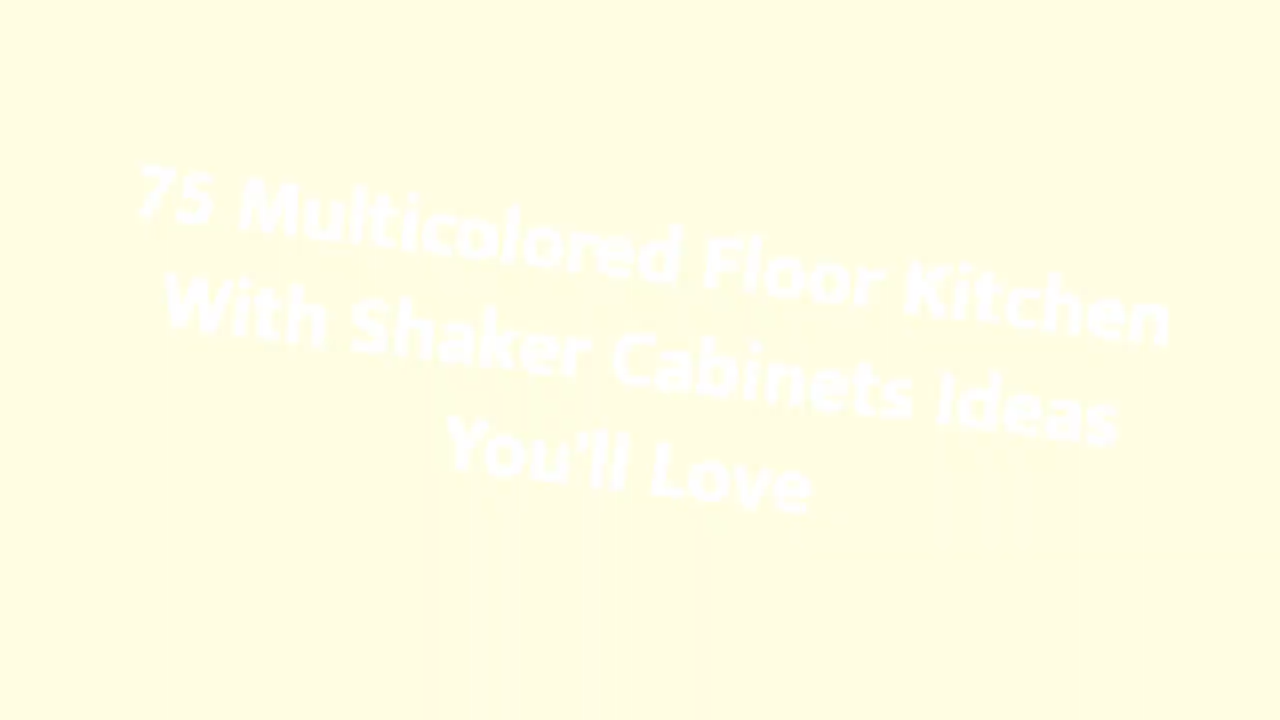 75 Multicolored Floor Kitchen
With Shaker Cabinets Ideas
You'll Love